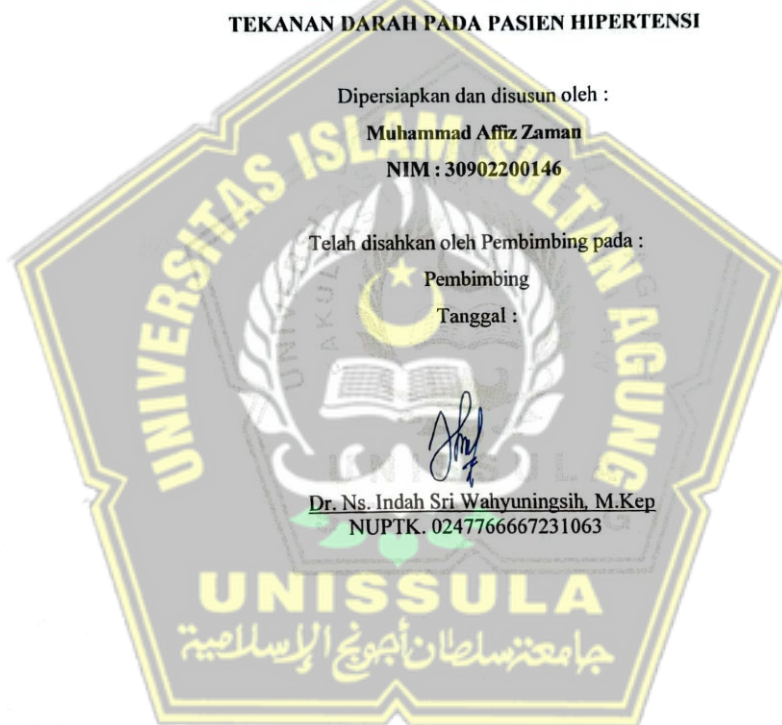 TEKANAN DARAH PADA PASIEN HIPERTENSI
Dipersiapkan dan disusun oleh :
Muhammad Affiz Zaman
NIM : 30902200146
Telah disahkan oleh Pembimbing pada :
Pembimbing
Tanggal :
Dr. Ns. Indah Sri Wahyuningsih, M.Kep
NUPTK. 0247766667231063
UNIVERSITAS ISLAM SULTAN AGUNG
UNISSULA
جامعة سلطان أجونج الإسلامية